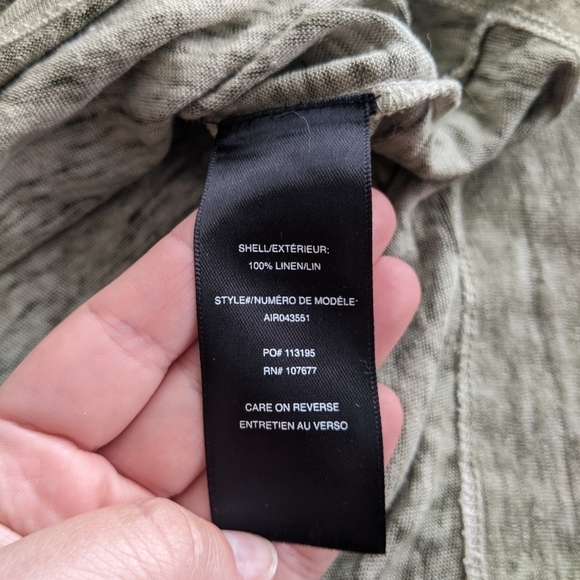 SHELL/EXTÉRIEUR:
100% LINEN/LIN
STYLE#/NUMÉRO DE MODÉLE:
AIR043551
PO# 113195
RN# 107677
CARE ON REVERSE
ENTRETIEN AU VERSO